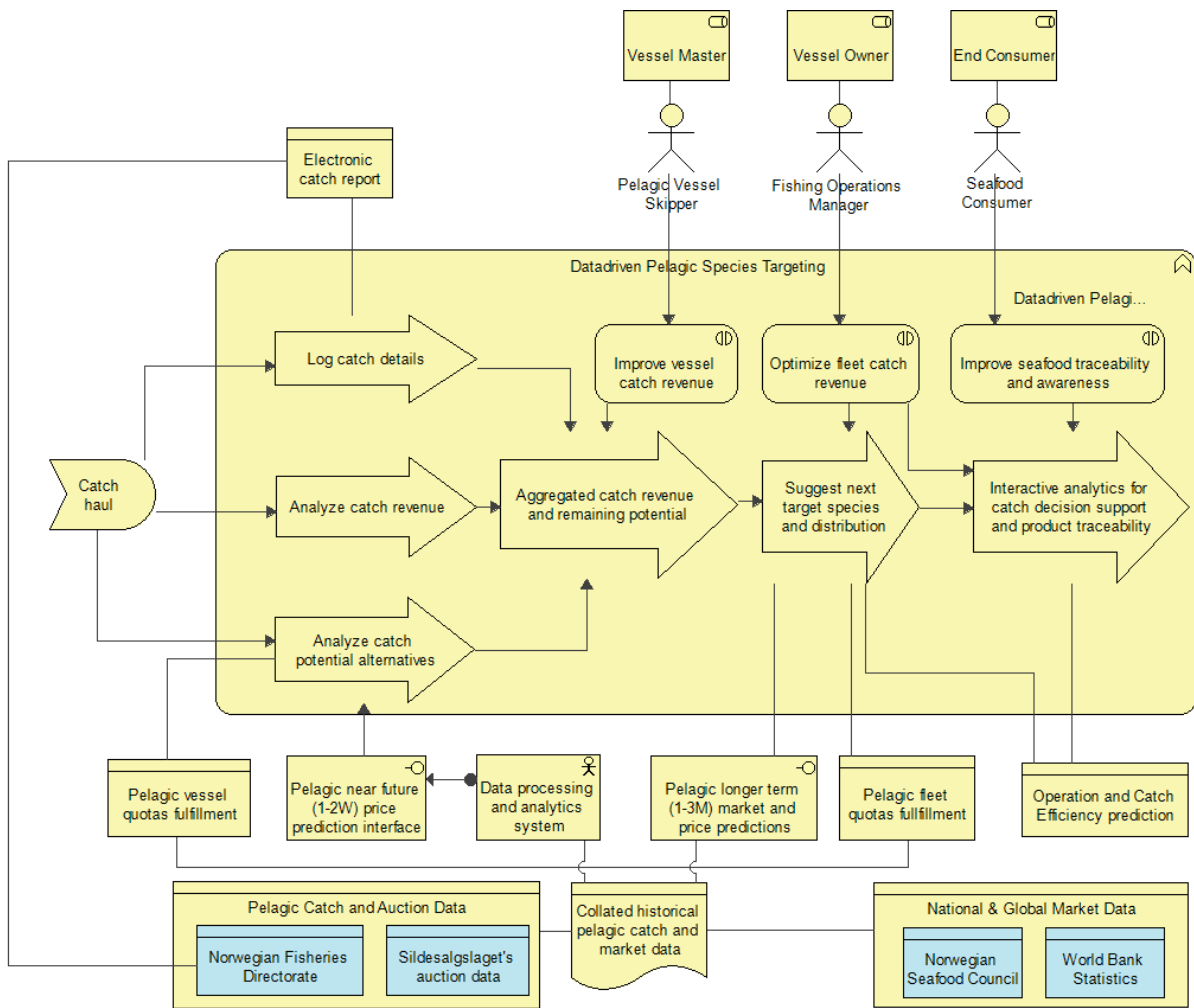 Vessel Master
Vessel Owner
End Consumer
Electronic
catch report
Pelagic Vessel
Skipper
Fishing Operations
Manager
Seafood
Consumer
Datadriven Pelagic Species Targeting
Datadriven Pelagi...
Log catch details
Improve vessel
catch revenue
Optimize fleet catch
revenue
Improve seafood traceability
and awareness
Catch
haul
Analyze catch revenue
Aggregated catch revenue
and remaining potential
Suggest next
target species
and distribution
Interactive analytics for
catch decision support
and product traceability
Analyze catch
potential alternatives
Pelagic vessel
quotas fulfillment
Pelagic near future
(1-2W) price
prediction interface
Data processing
and analytics
system
Pelagic longer term
(1-3M) market and
price predictions
Pelagic fleet
quotas fullfillment
Operation and Catch
Efficiency prediction
Pelagic Catch and Auction Data
Norwegian Fisheries
Directorate
Sildesalgslaget's
auction data
Collated historical
pelagic catch and
market data
National & Global Market Data
Norwegian
Seafood Council
World Bank
Statistics